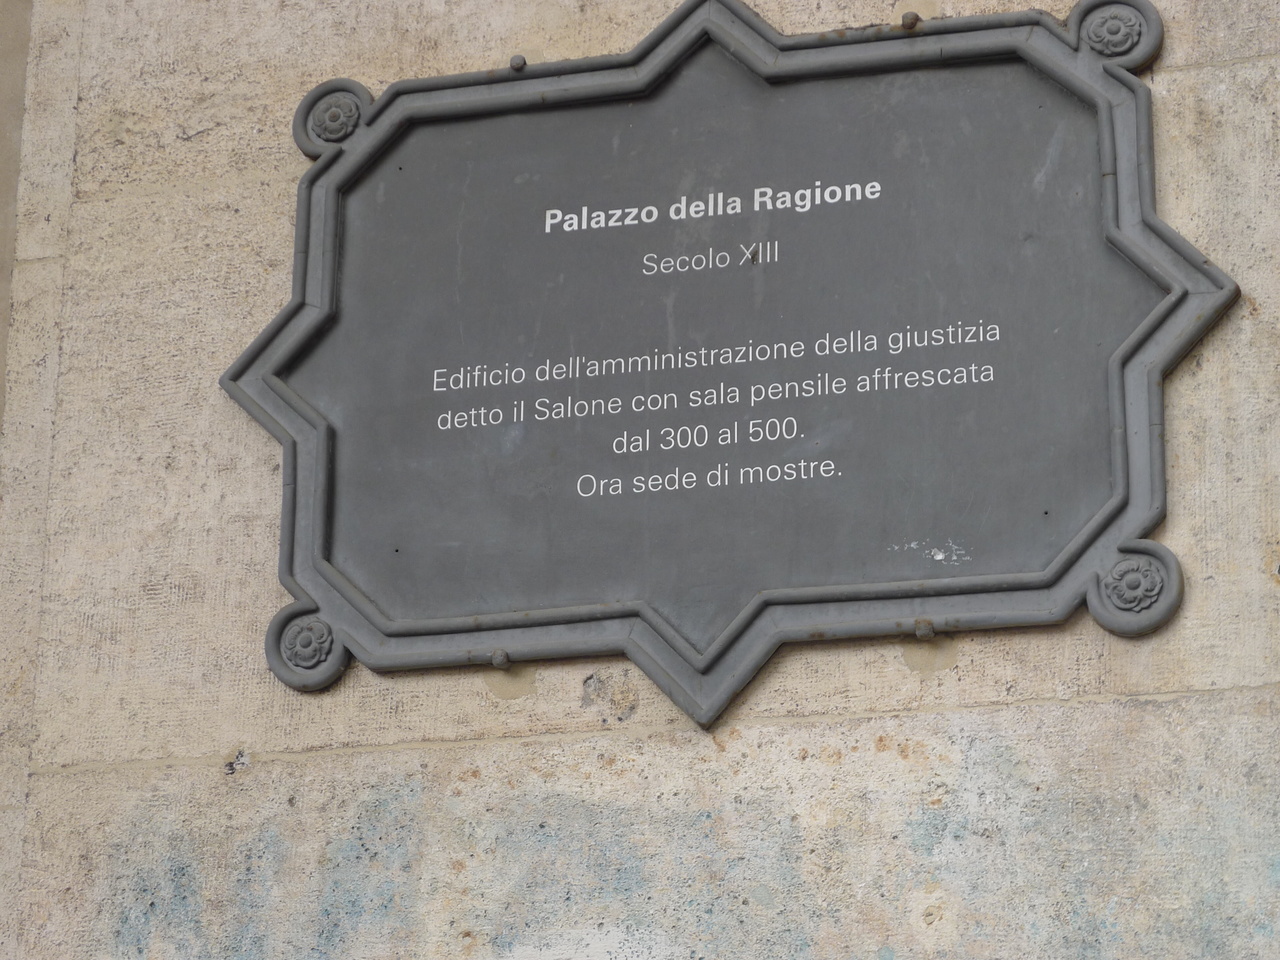 Palazzo della Ragione
Secolo XIII
Edificio dell'amministrazione della giustizia
detto il Salone con sala pensile affrescata
dal 300 al 500.
Ora sede di mostre.